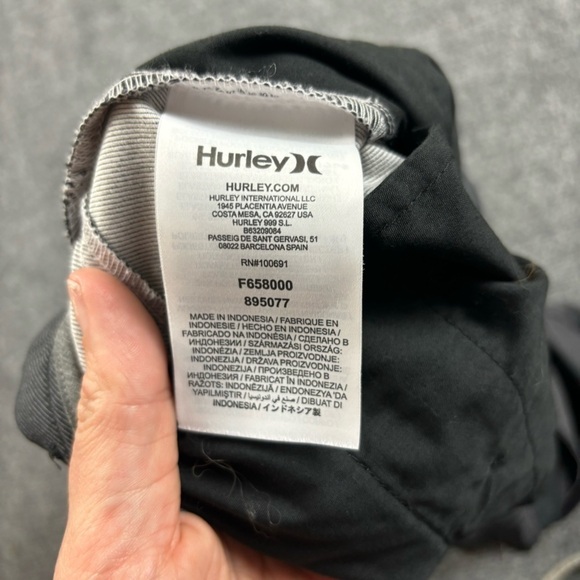 Hurley
HURLEY.COM
HURLEY INTERNATIONAL LLC
1945 PLACENTIA AVENUE
COSTA MESA, CA 92627 USA
HURLEY 999 S.L.
B63209084
PASSEIG DE SANT GERVASI, 51
08022 BARCELONA SPAIN
RN#100691
F658000
895077
MADE IN INDONESIA / FABRIQUE EN
INDONESIE / HECHO EN INDONESIA /
FABRICADO NA INDONÉSIA / СДЕЛАНО В
ИНДОНЕЗИИ / SZÁRMAZÁSI ORSZÁG:
INDONÉZIA / ZEMLJA PROIZVODNJE:
INDONEZIJA / DRŽAVA PROIZVODNJE:
INDONEZIJA / ПРОИЗВЕДЕНО В
ИНДОНЕЗИЯ / FABRICAT ÎN INDONEZIA /
RAŽOTS: INDONĒZIJĀ / ENDONEZYA'DA
YAPILMIŞTIR / صنع في اندونيسيا / DIBUAT DI
INDONESIA / インドネシア製